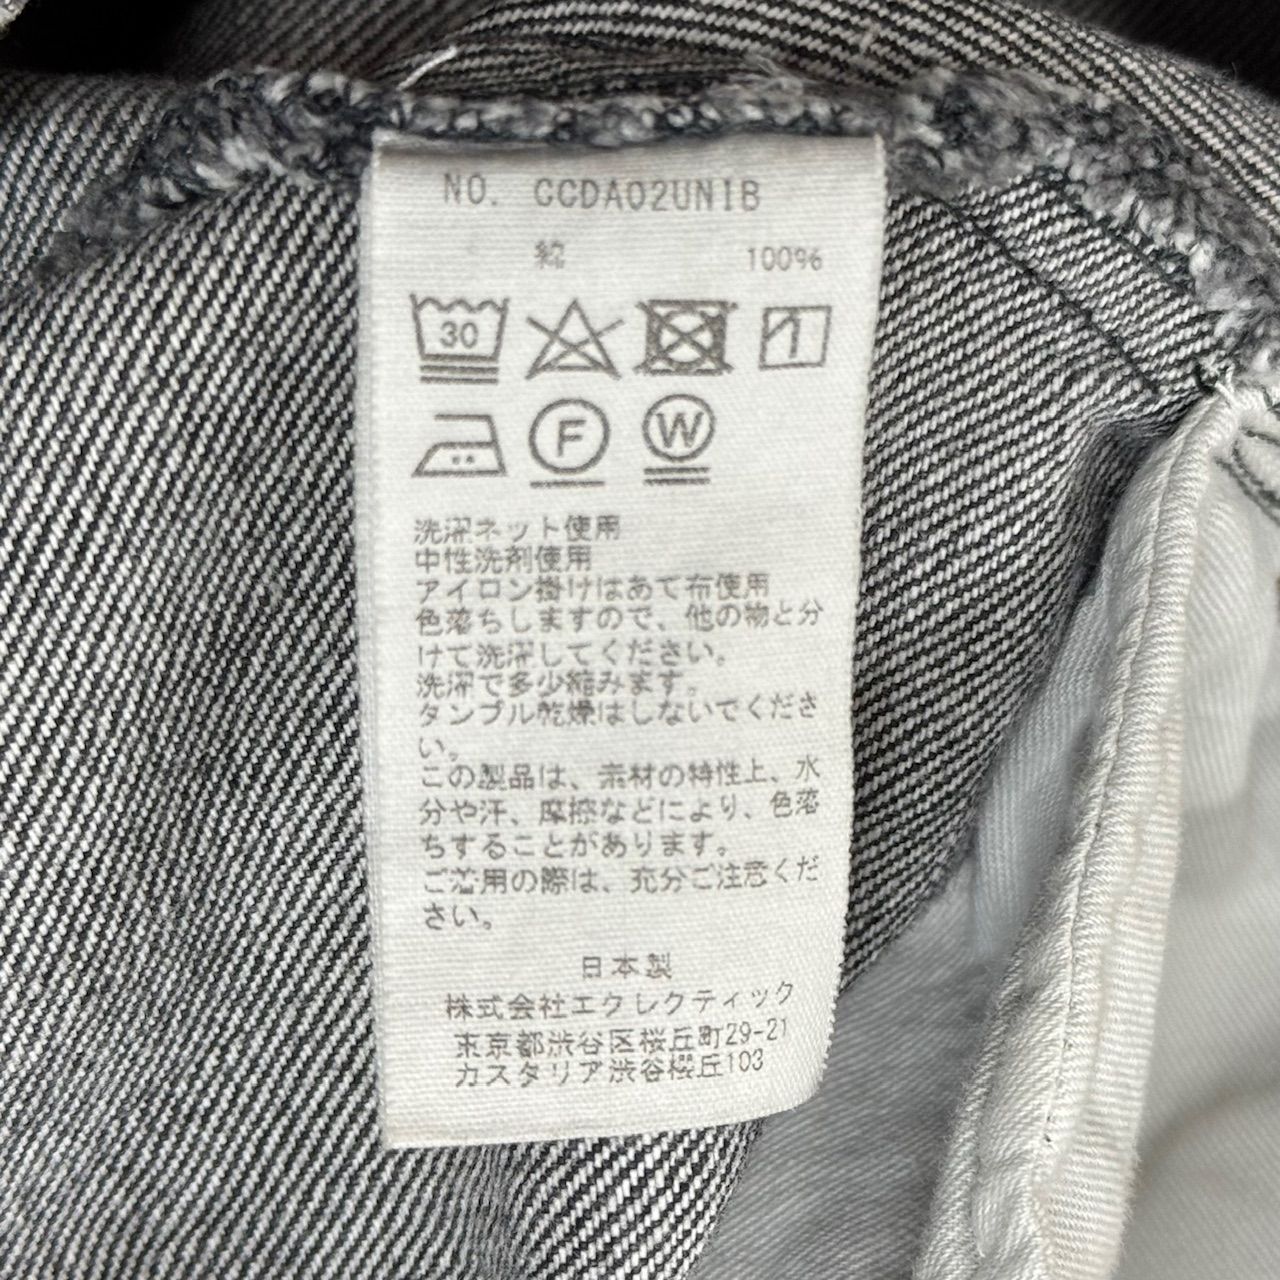 NO. CCDA02UNIB
綿 100%
30
F
W
洗濯ネット使用
中性洗剤使用
アイロン掛けはあて布使用
色落ちしますので、他の物と分
けて洗濯してください。
洗濯で多少縮みます。
タンブル乾燥はしないでくださ
い。
この製品は、素材の特性上、水
分や汗、摩擦などにより、色落
ちすることがあります。
ご着用の際は、充分ご注意くだ
さい。
日本製
株式会社エクレクティック
東京都渋谷区桜丘町29-21
カスタリア渋谷櫻丘103